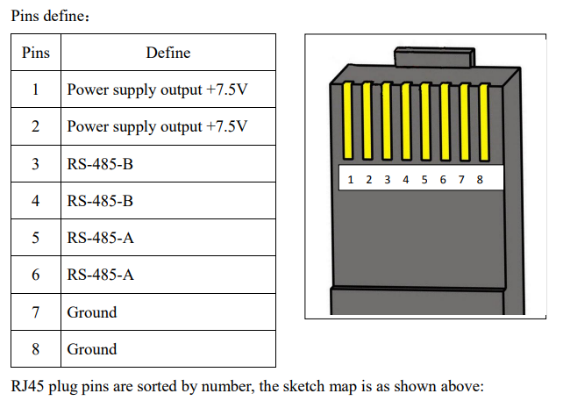 Pins define：
Pins Define
1 Power supply output +7.5V
2 Power supply output +7.5V
3 RS-485-B
4 RS-485-B
5 RS-485-A
6 RS-485-A
7 Ground
8 Ground
1 2 3 4 5 6 7 8
RJ45 plug pins are sorted by number, the sketch map is as shown above: